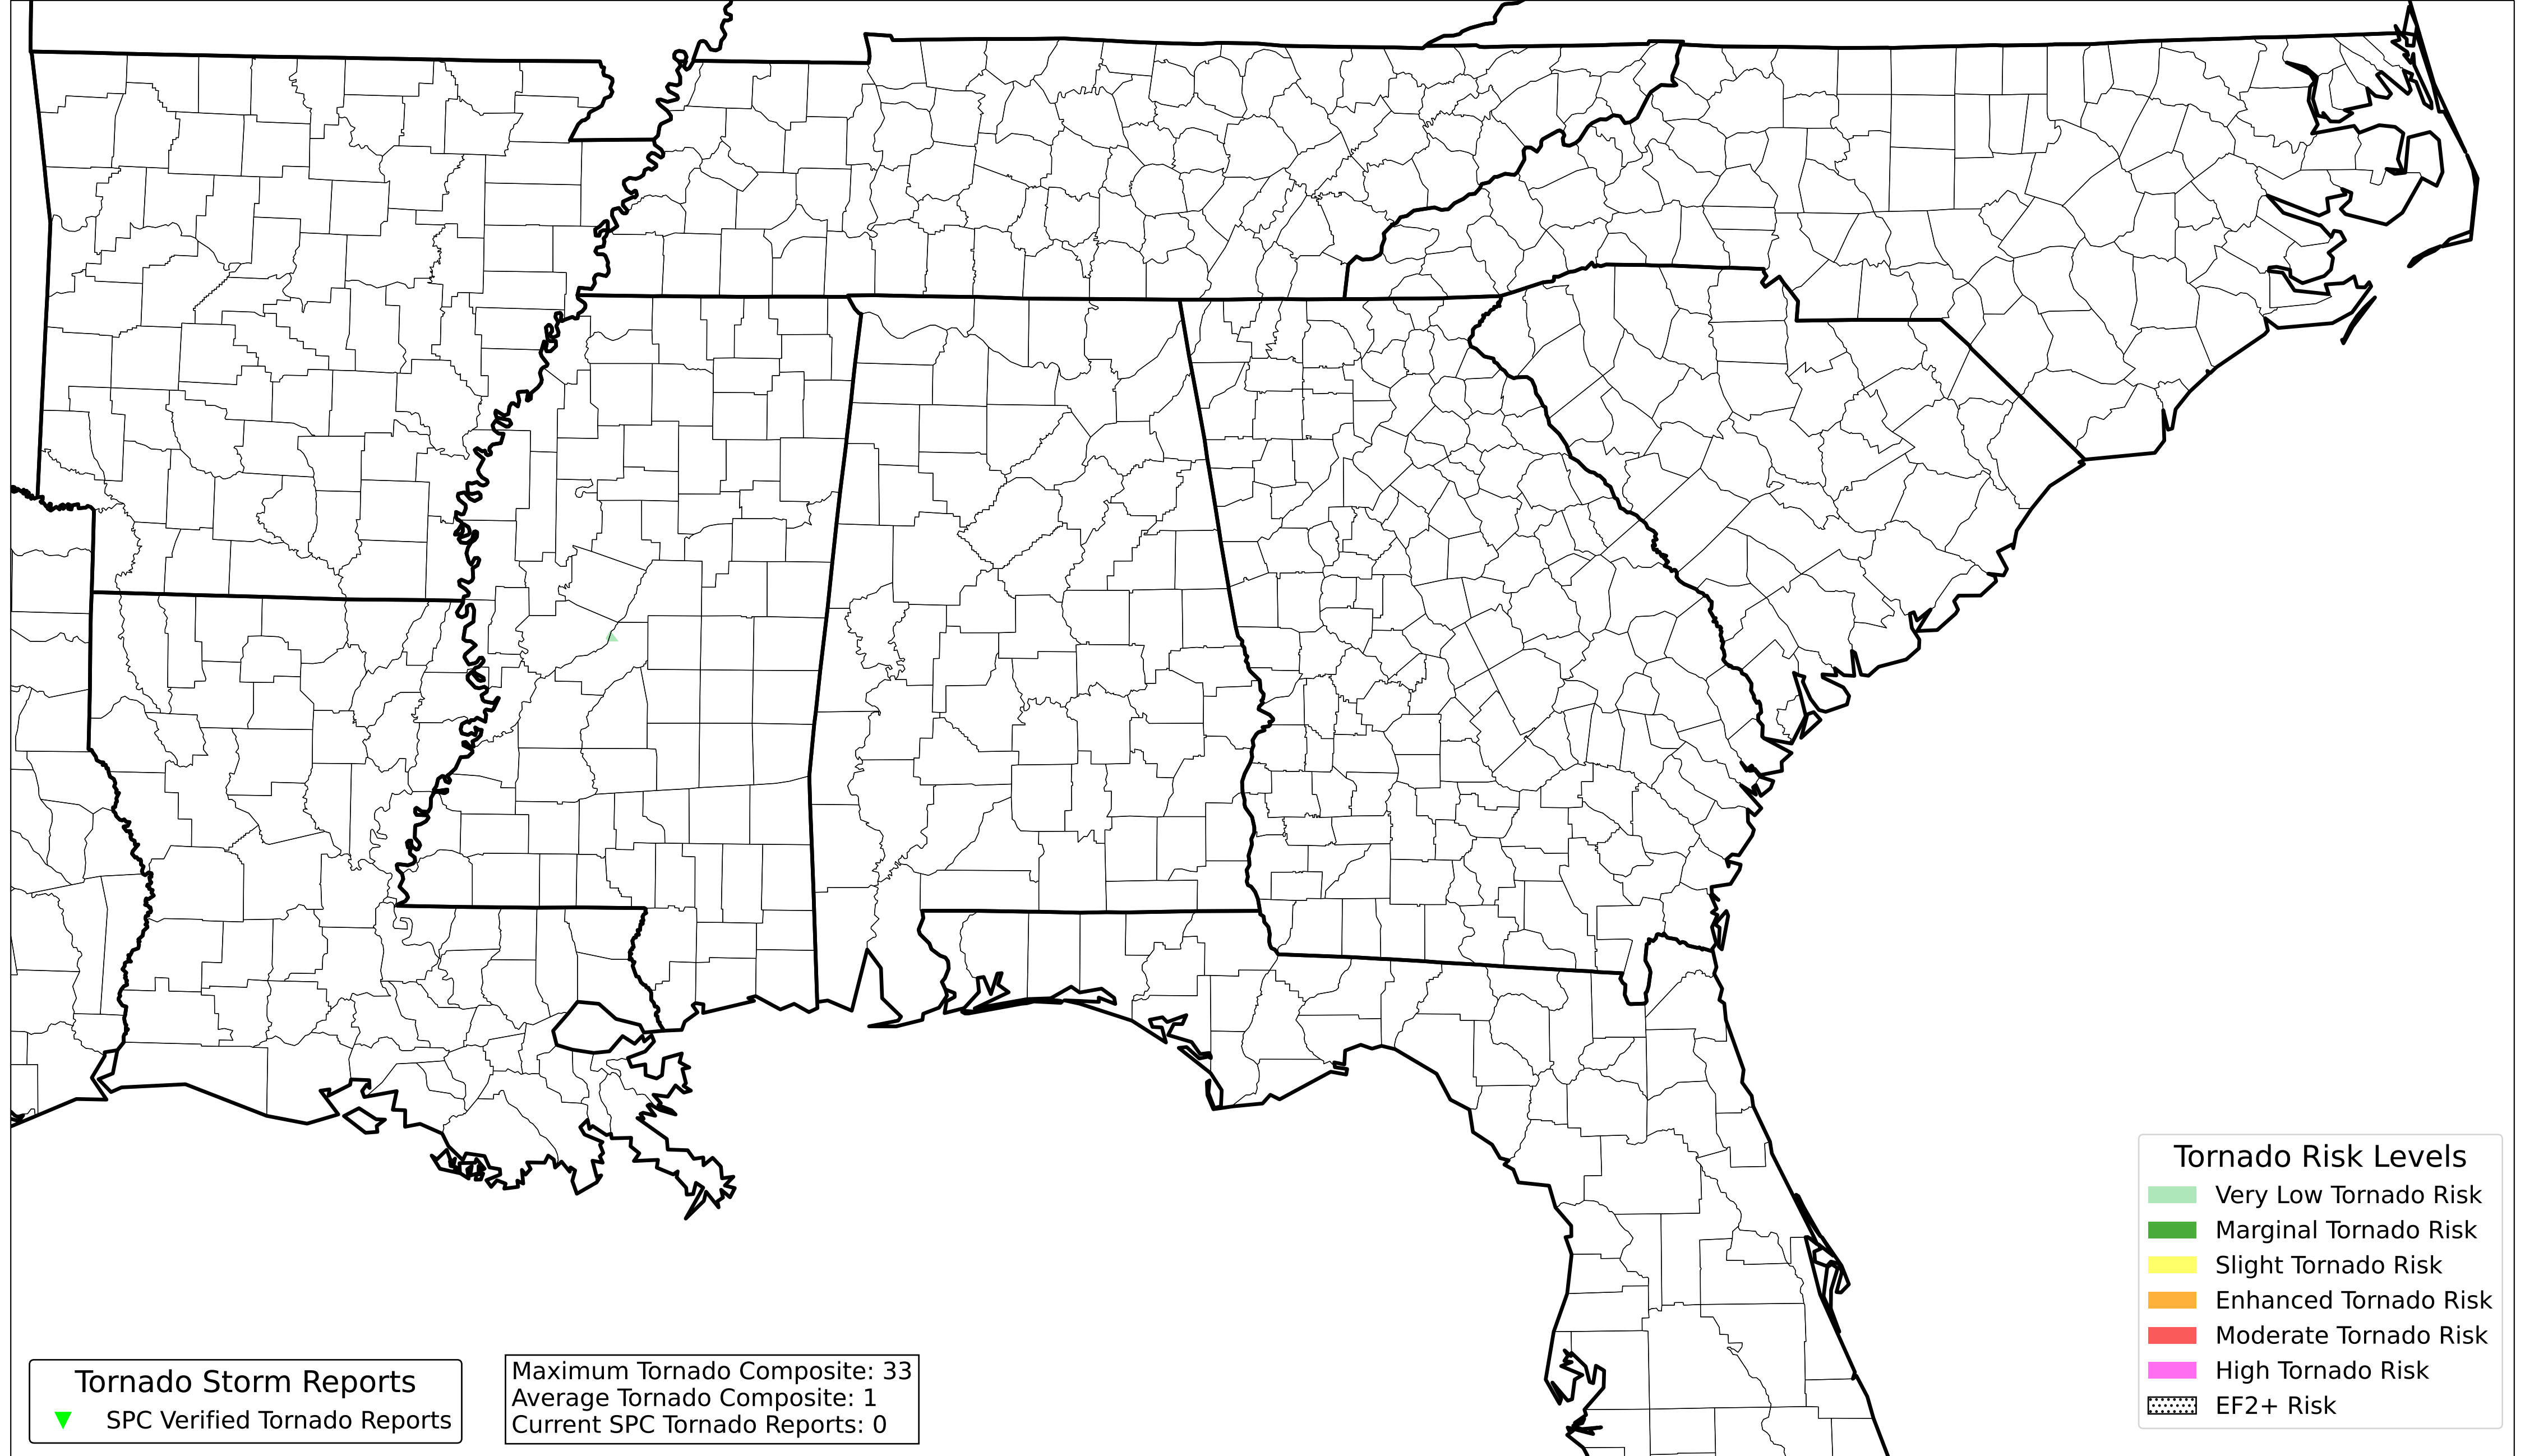 Tornado Risk Levels
Very Low Tornado Risk
Marginal Tornado Risk
Slight Tornado Risk
Enhanced Tornado Risk
Moderate Tornado Risk
High Tornado Risk
EF2+ Risk
Tornado Storm Reports
SPC Verified Tornado Reports
Maximum Tornado Composite: 33
Average Tornado Composite: 1
Current SPC Tornado Reports: 0